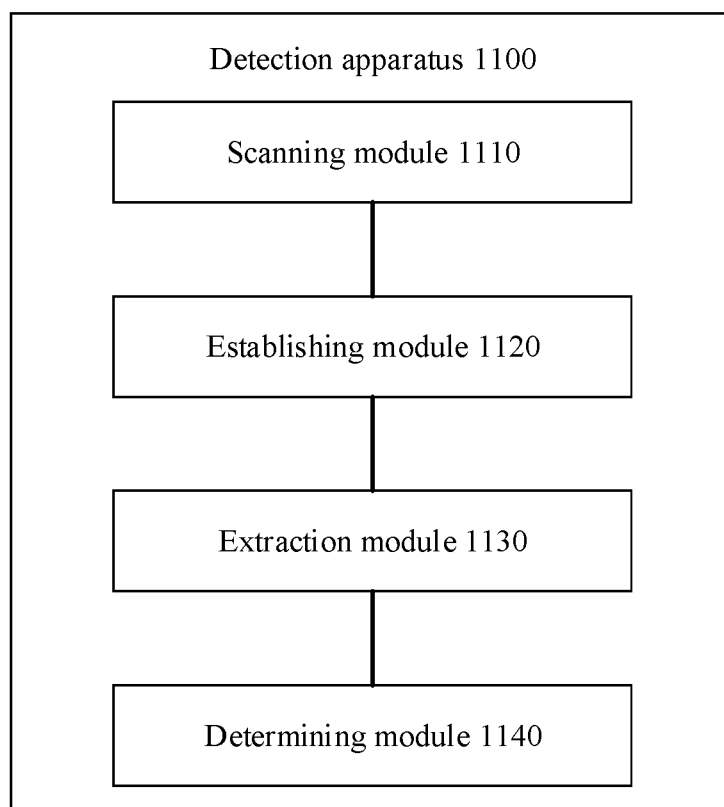 Detection apparatus 1100
Scanning module 1110
Establishing module 1120
Extraction module 1130
Determining module 1140